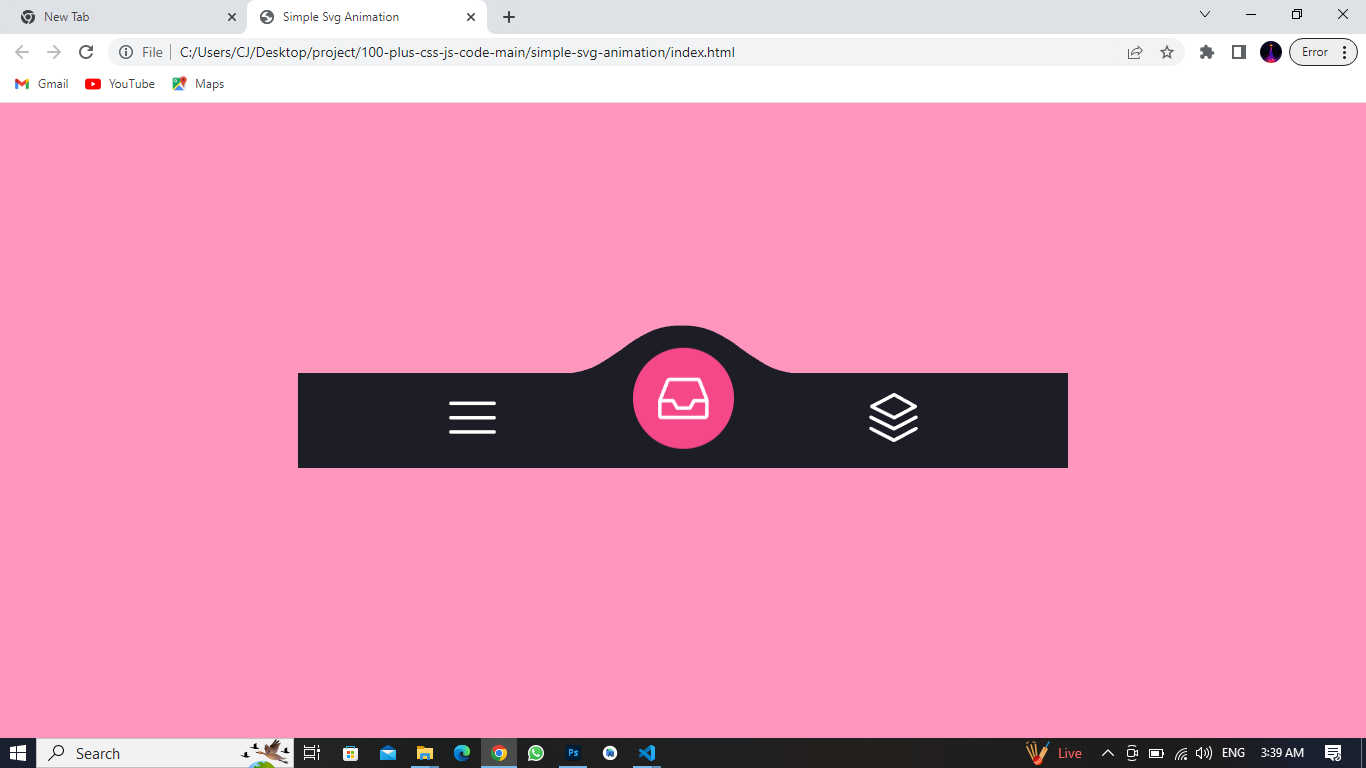 New Tab
Simple Svg Animation
File
C:/Users/CJ/Desktop/project/100-plus-css-js-code-main/simple-svg-animation/index.html
Error
Gmail
YouTube
Maps
Search
Ps
Live
ENG
3:39 AM